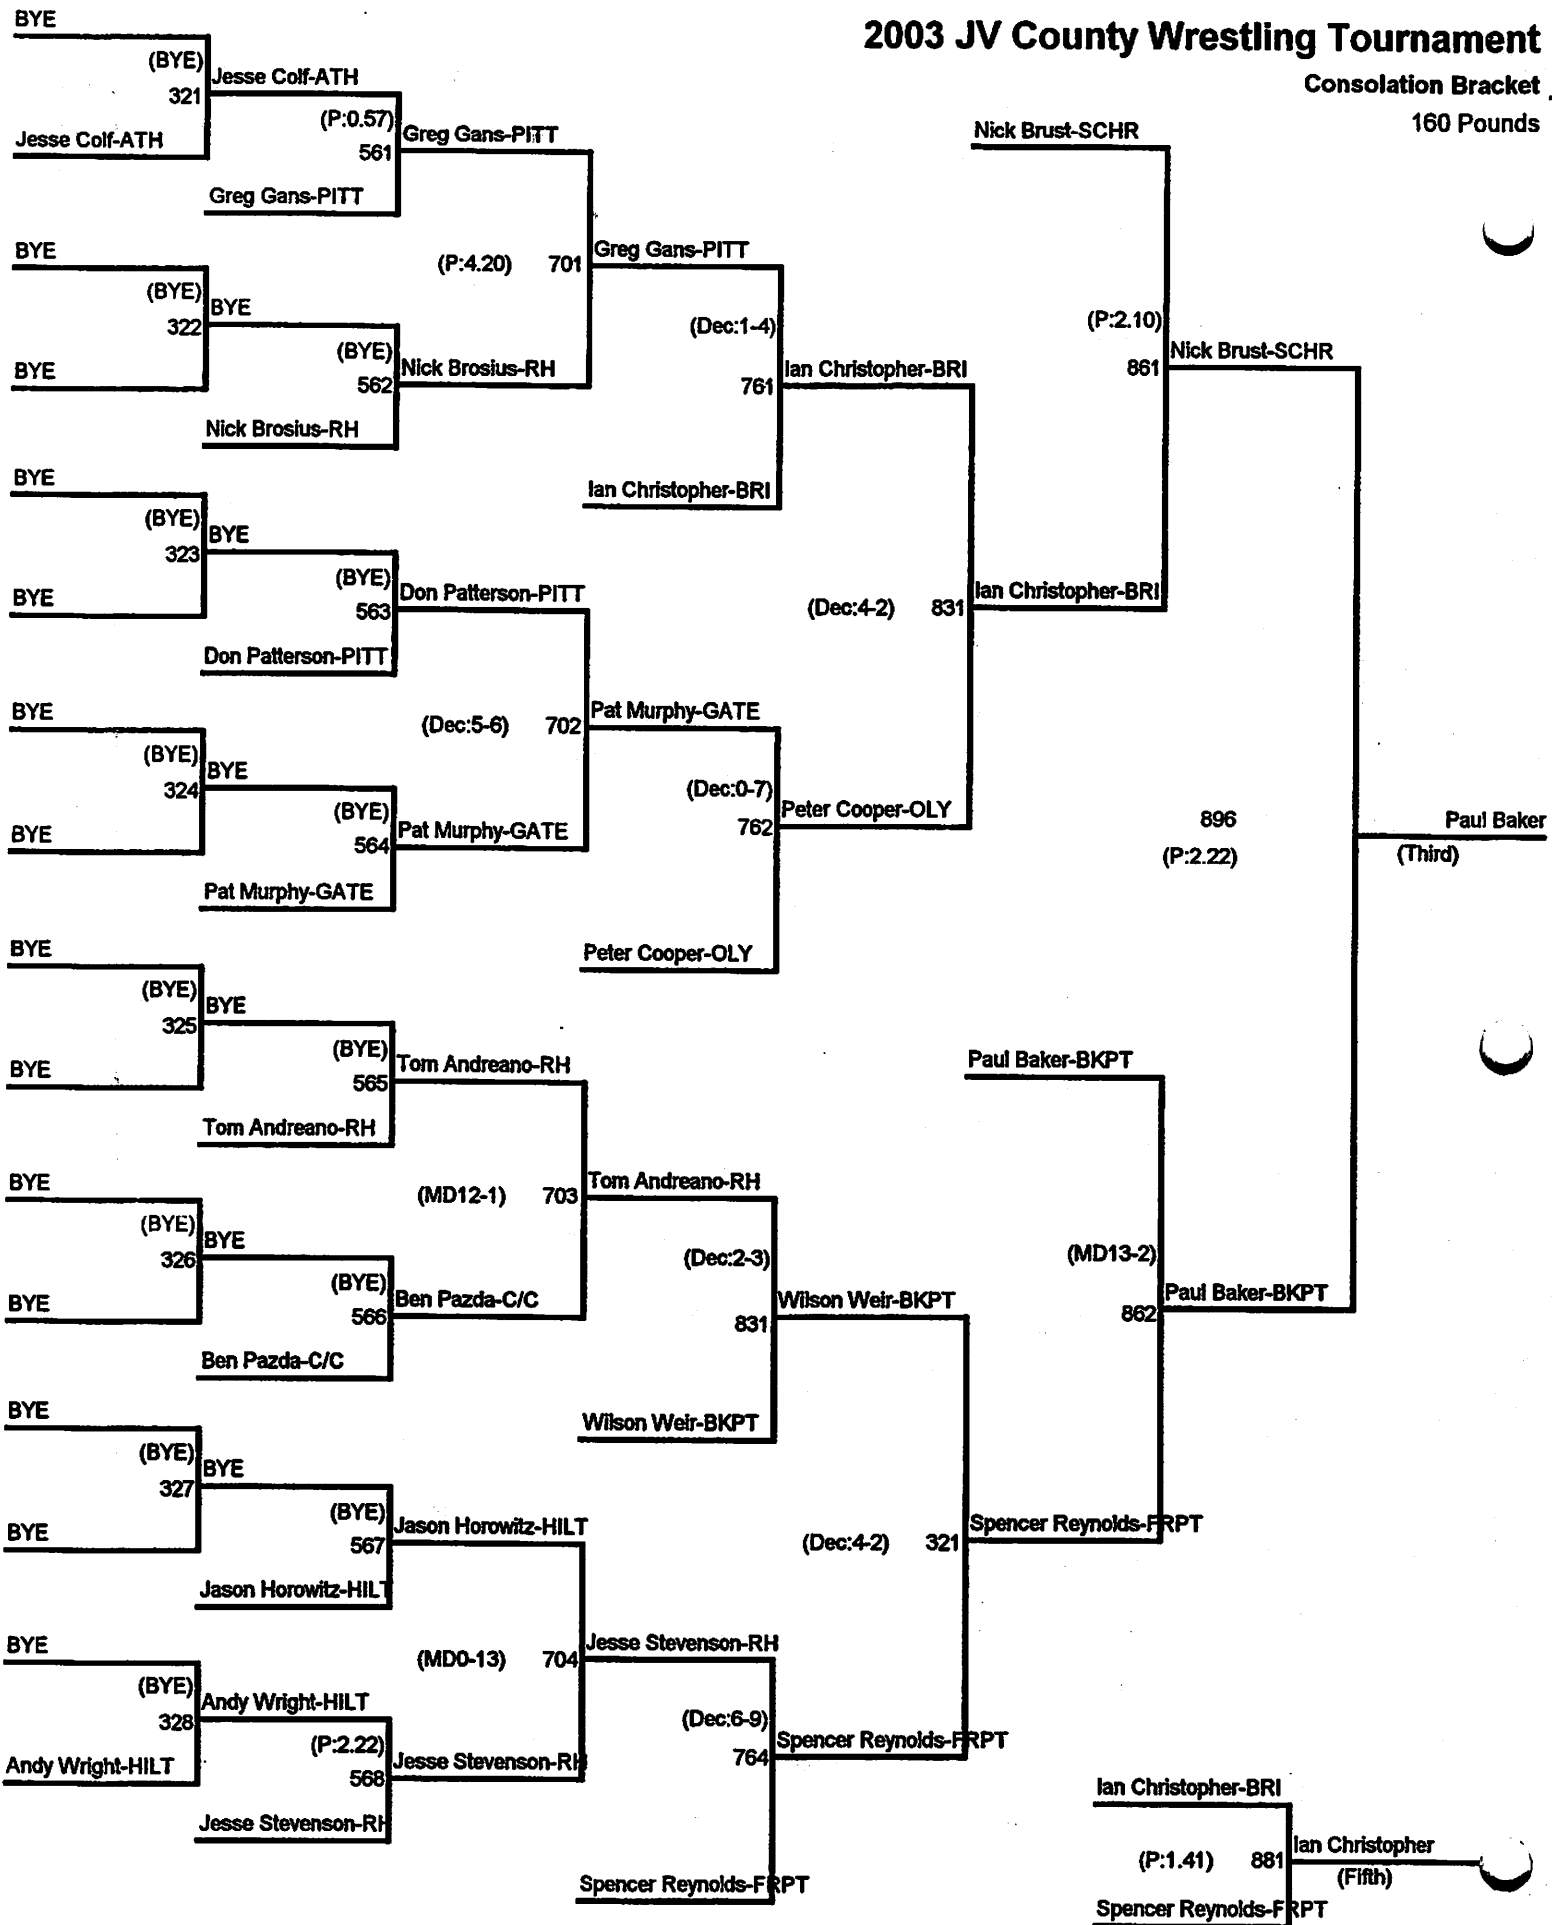 2003 JV County Wrestling Tournament
Consolation Bracket
160 Pounds
BYE
(BYE)
321
Jesse Colf-ATH
Jesse Colf-ATH
(P:0.57)
561
Greg Gans-PITT
Greg Gans-PITT
BYE
(BYE)
322
BYE
BYE
(BYE)
562
Nick Brosius-RH
Nick Brosius-RH
(P:4.20)
701
Greg Gans-PITT
(Dec:1-4)
761
Ian Christopher-BRI
Ian Christopher-BRI
BYE
(BYE)
323
BYE
BYE
(BYE)
563
Don Patterson-PITT
Don Patterson-PITT
BYE
(BYE)
324
BYE
BYE
(BYE)
564
Pat Murphy-GATE
Pat Murphy-GATE
(Dec:5-6)
702
Pat Murphy-GATE
(Dec:0-7)
762
Peter Cooper-OLY
Peter Cooper-OLY
(Dec:4-2)
831
Ian Christopher-BRI
Nick Brust-SCHR
(P:2.10)
861
Nick Brust-SCHR
BYE
(BYE)
325
BYE
BYE
(BYE)
565
Tom Andreano-RH
Tom Andreano-RH
BYE
(BYE)
326
BYE
BYE
(BYE)
566
Ben Pazda-C/C
Ben Pazda-C/C
(MD12-1)
703
Tom Andreano-RH
(Dec:2-3)
831
Wilson Weir-BKPT
Wilson Weir-BKPT
BYE
(BYE)
327
BYE
BYE
(BYE)
567
Jason Horowitz-HILT
Jason Horowitz-HILT
BYE
(BYE)
328
Andy Wright-HILT
Andy Wright-HILT
(P:2.22)
568
Jesse Stevenson-RH
Jesse Stevenson-RH
(MD0-13)
704
Jesse Stevenson-RH
(Dec:6-9)
764
Spencer Reynolds-FRPT
Spencer Reynolds-FRPT
(Dec:4-2)
321
Spencer Reynolds-FRPT
Paul Baker-BKPT
(MD13-2)
862
Paul Baker-BKPT
896
(P:2.22)
Paul Baker
(Third)
Ian Christopher-BRI
(P:1.41)
881
Ian Christopher
(Fifth)
Spencer Reynolds-FRPT